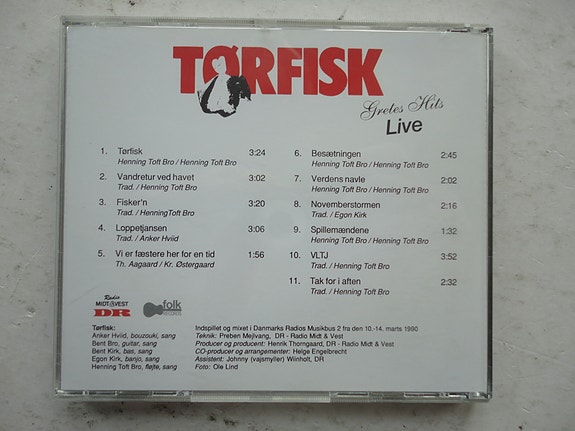 TØRFISK
Gretes Hits
Live
1. Tørfisk 3:24
Henning Toft Bro / Henning Toft Bro
2. Vandretur ved havet 3:02
Trad. / Henning Toft Bro
3. Fisker'n 3:20
Trad. / HenningToft Bro
4. Loppetjansen 3:06
Trad. / Anker Hviid
5. Vi er fæstere her for en tid 1:56
Th. Aagaard / Kr. Østergaard
6. Besætningen 2:45
Henning Toft Bro / Henning Toft Bro
7. Verdens navle 2:02
Henning Toft Bro / Henning Toft Bro
8. Novemberstormen 2:16
Trad. / Egon Kirk
9. Spillemændene 1:32
Henning Toft Bro / Henning Toft Bro
10. VLTJ 3:52
Trad. / Henning Toft Bro
11. Tak for i aften 2:32
Trad. / Henning Toft Bro
Radio
MIDT & VEST
DR
folk
RECORDS
Tørfisk:
Anker Hviid, bouzouki, sang
Bent Bro, guitar, sang
Bent Kirk, bas, sang
Egon Kirk, banjo, sang
Henning Toft Bro, fløjte, sang
Indspillet og mixet i Danmarks Radios Musikbus 2 fra den 10.-14. marts 1990
Teknik: Preben Mejlvang, DR - Radio Midt & Vest
Producer og producent: Henrik Thorngaard, DR - Radio Midt & Vest
CO-producer og arrangementer: Helge Engelbrecht
Assistent: Johnny (vajsmyller) Wiinholt, DR
Foto: Ole Lind